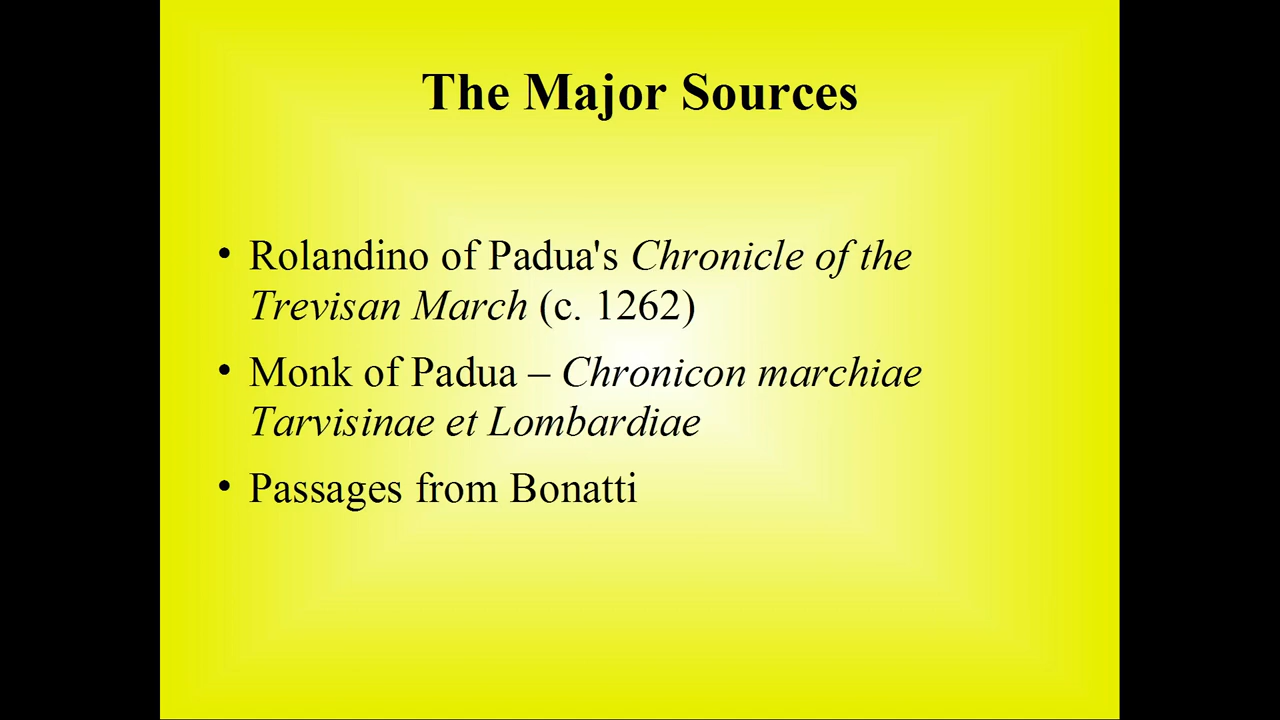 The Major Sources
• Rolandino of Padua's Chronicle of the
Trevisan March (c. 1262)
• Monk of Padua – Chronicon marchiae
Tarvisinae et Lombardiae
• Passages from Bonatti